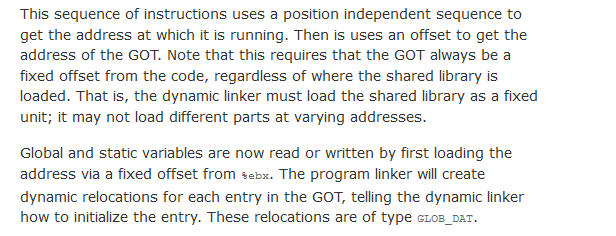 This sequence of instructions uses a position independent sequence to
get the address at which it is running. Then is uses an offset to get the
address of the GOT. Note that this requires that the GOT always be a
fixed offset from the code, regardless of where the shared library is
loaded. That is, the dynamic linker must load the shared library as a fixed
unit; it may not load different parts at varying addresses.
Global and static variables are now read or written by first loading the
address via a fixed offset from %ebx. The program linker will create
dynamic relocations for each entry in the GOT, telling the dynamic linker
how to initialize the entry. These relocations are of type GLOB_DAT.